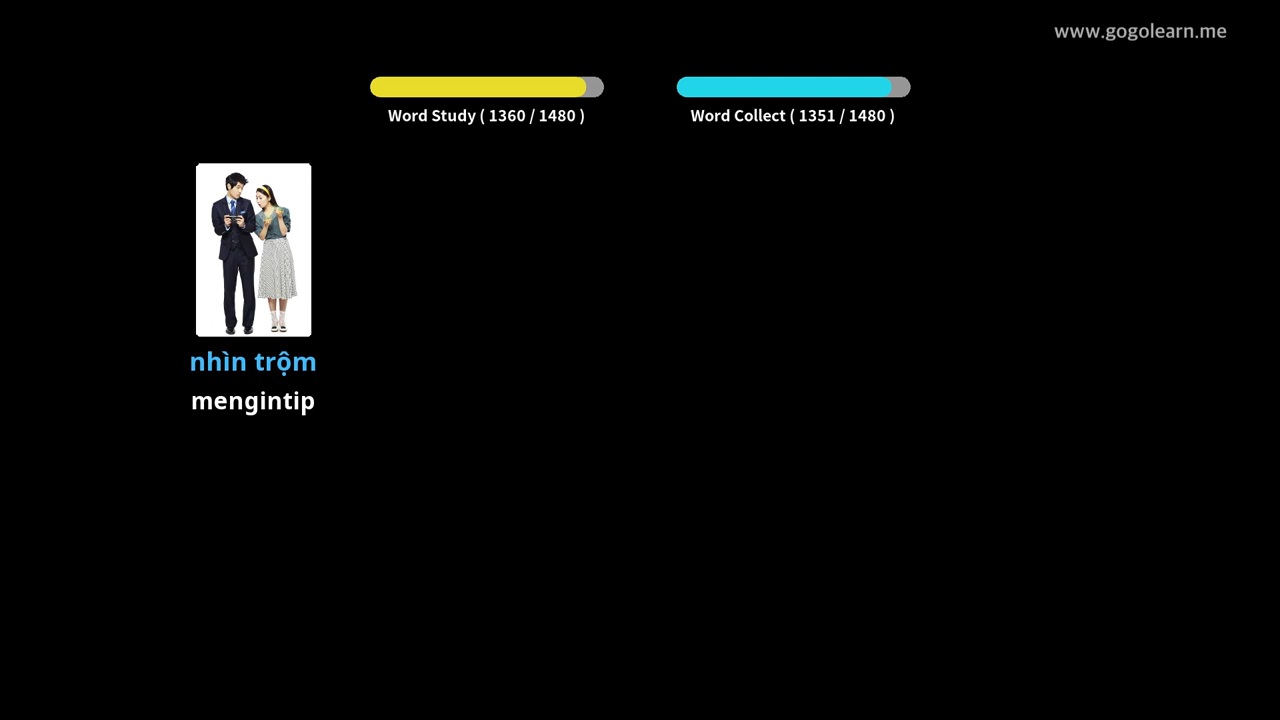 www.gogolearn.me
Word Study ( 1360 / 1480 )
Word Collect ( 1351 / 1480 )
nhìn trộm
mengintip